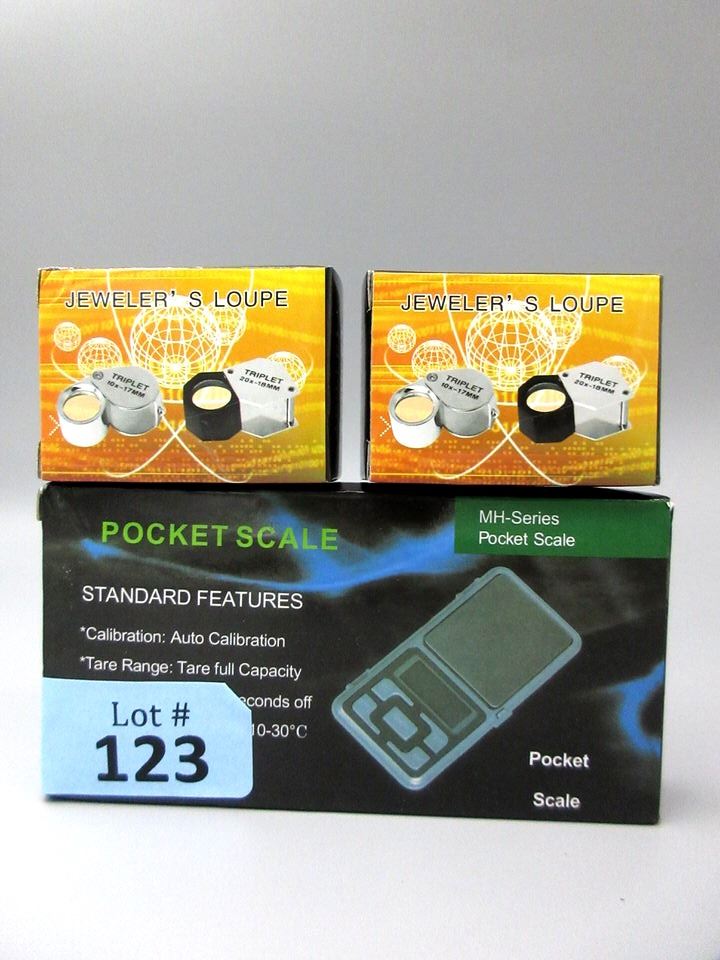 JEWELER' S LOUPE
TRIPLET
10x-17MM
TRIPLET
20x-18MM
JEWELER' S LOUPE
TRIPLET
10x-17MM
TRIPLET
20x-18MM
POCKET SCALE
MH-Series
Pocket Scale
STANDARD FEATURES
*Calibration: Auto Calibration
*Tare Range: Tare full Capacity
econds off
10-30°C
Lot #
123
Pocket
Scale